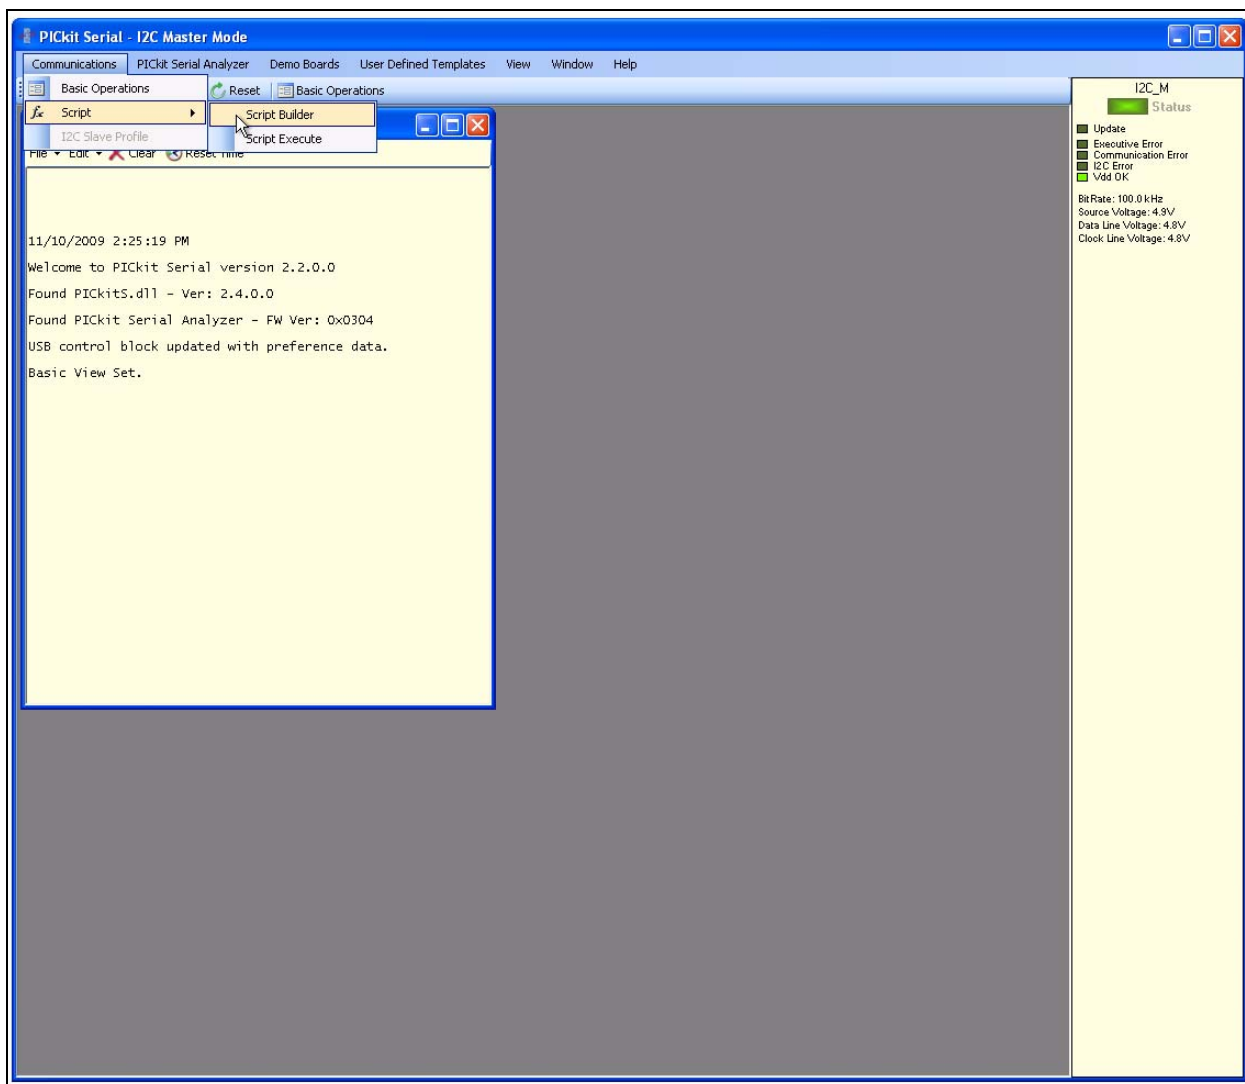 PICkit Serial - I2C Master Mode
Communications PICkit Serial Analyzer Demo Boards User Defined Templates View Window Help
Basic Operations Reset Basic Operations
Script Script Builder
I2C Slave Profile Script Execute
File Edit Clear Reset Time
11/10/2009 2:25:19 PM
Welcome to PICkit Serial version 2.2.0.0
Found PICkitS.dll - Ver: 2.4.0.0
Found PICkit Serial Analyzer - FW Ver: 0x0304
USB control block updated with preference data.
Basic View Set.
I2C_M
Status
Update
Executive Error
Communication Error
I2C Error
Vdd OK
BitRate: 100.0 kHz
Source Voltage: 4.9V
Data Line Voltage: 4.8V
Clock Line Voltage: 4.8V